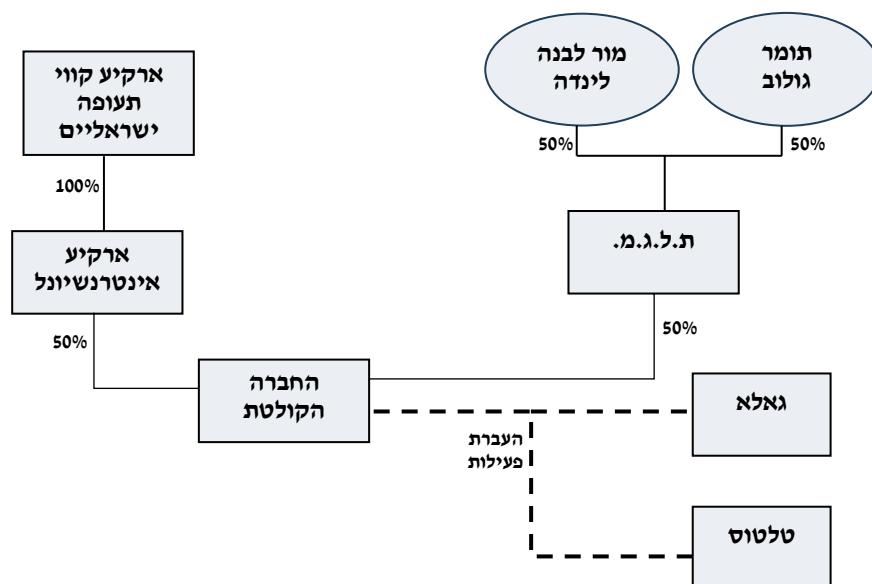 ארקיע קווי
תעופה
ישראליים
מור לבנה
לינדה
תומר
גולוב
50%
50%
100%
ארקיע
אינטרנשיונל
ת.ל.ג.מ.
50%
50%
החברה
הקולטת
גאלא
העברת
פעילות
טלטוס